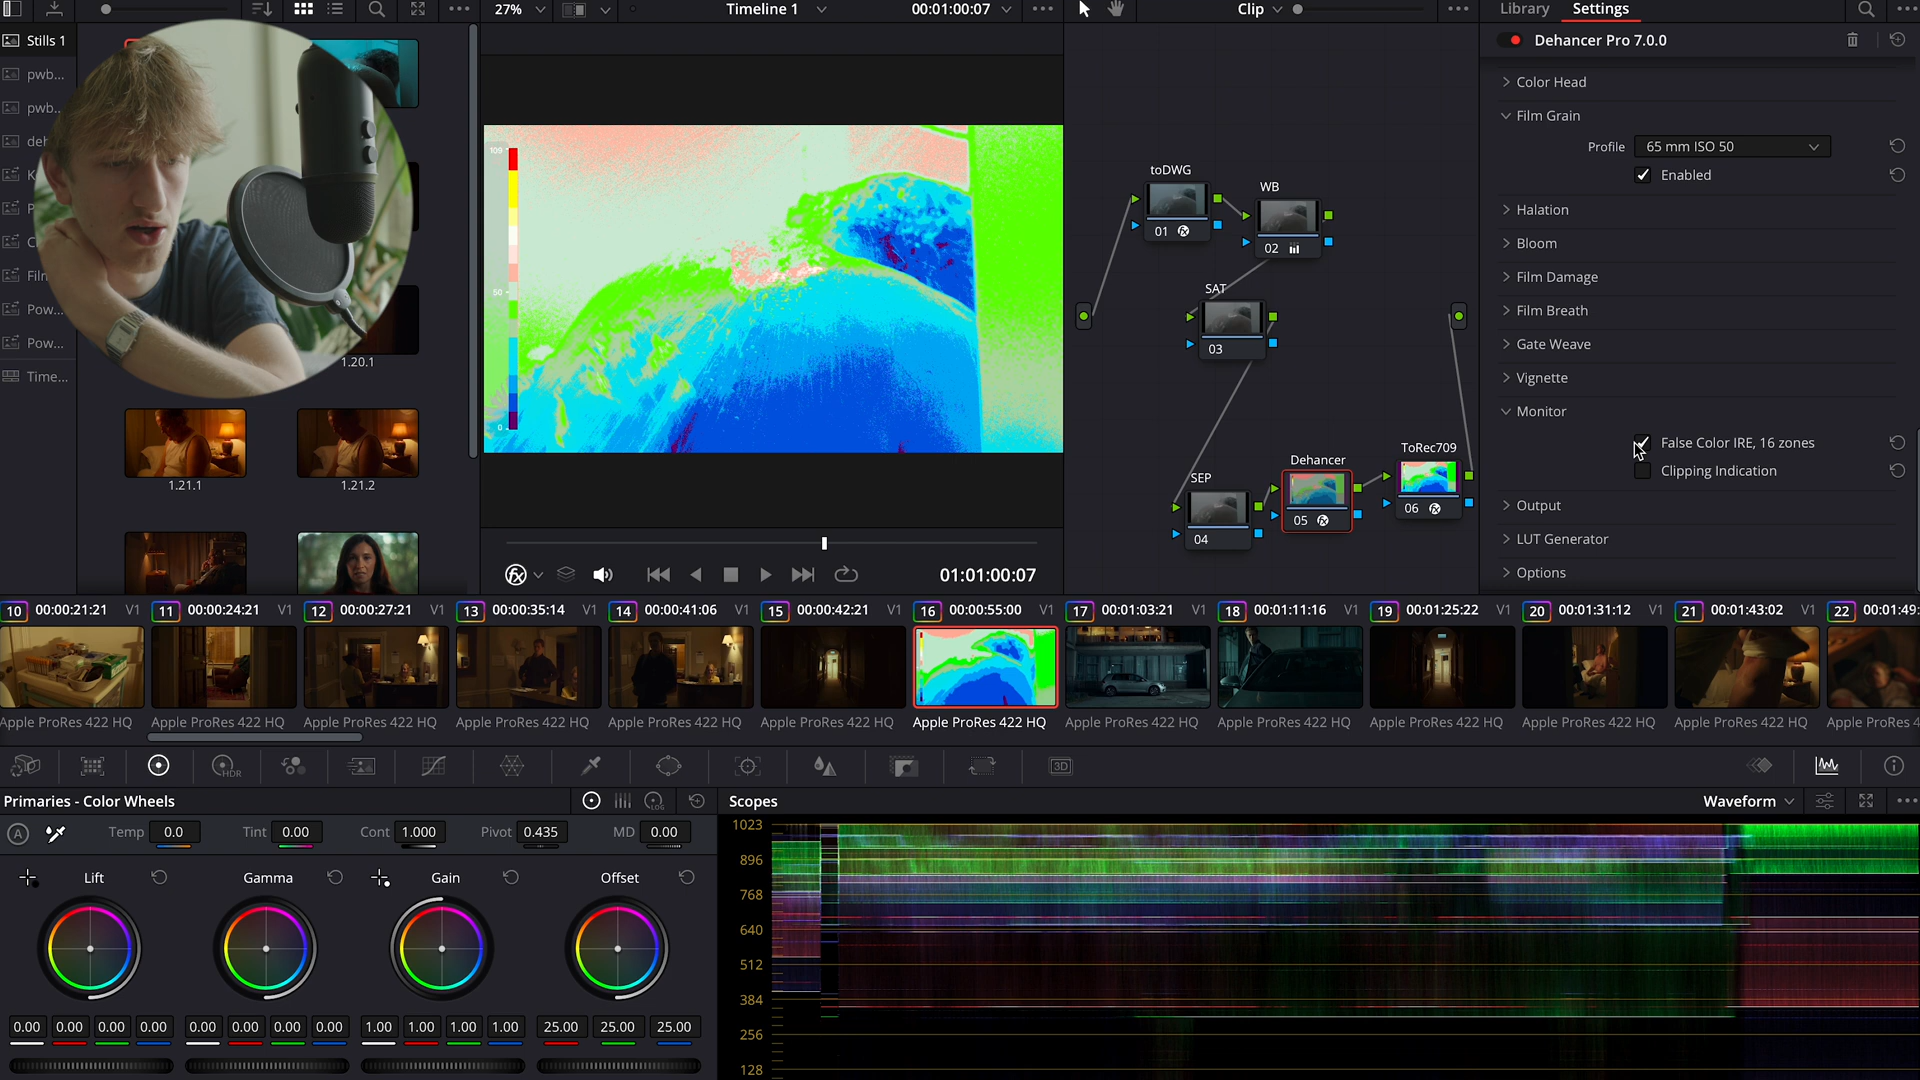 27%
Timeline 1
00:01:00:07
Clip
Library
Settings
Stills 1
pwb...
pwb...
Pow...
Pow...
Time...
1.20.1
1.21.1
1.21.2
109
50
0
toDWG
01
WB
02
SAT
03
SEP
04
Dehancer
05
ToRec709
06
01:01:00:07
Dehancer Pro 7.0.0
Color Head
Film Grain
Profile
65 mm ISO 50
Enabled
Halation
Bloom
Film Damage
Film Breath
Gate Weave
Vignette
Monitor
False Color IRE, 16 zones
Clipping Indication
Output
LUT Generator
Options
10 00:00:21:21 V1
11 00:00:24:21 V1
12 00:00:27:21 V1
13 00:00:35:14 V1
14 00:00:41:06 V1
15 00:00:42:21 V1
16 00:00:55:00 V1
17 00:01:03:21 V1
18 00:01:11:16 V1
19 00:01:25:22 V1
20 00:01:31:12 V1
21 00:01:43:02 V1
22 00:01:49:
Apple ProRes 422 HQ
Apple ProRes 422 HQ
Apple ProRes 422 HQ
Apple ProRes 422 HQ
Apple ProRes 422 HQ
Apple ProRes 422 HQ
Apple ProRes 422 HQ
Apple ProRes 422 HQ
Apple ProRes 422 HQ
Apple ProRes 422 HQ
Apple ProRes 422 HQ
Apple ProRes 422 HQ
Apple ProRes 4
HDR
3D
Primaries - Color Wheels
LOG
A
Temp 0.0
Tint 0.00
Cont 1.000
Pivot 0.435
MD 0.00
Lift
Gamma
Gain
Offset
0.00 0.00 0.00 0.00
0.00 0.00 0.00 0.00
1.00 1.00 1.00 1.00
25.00 25.00 25.00
Scopes
Waveform
1023
896
768
640
512
384
256
128